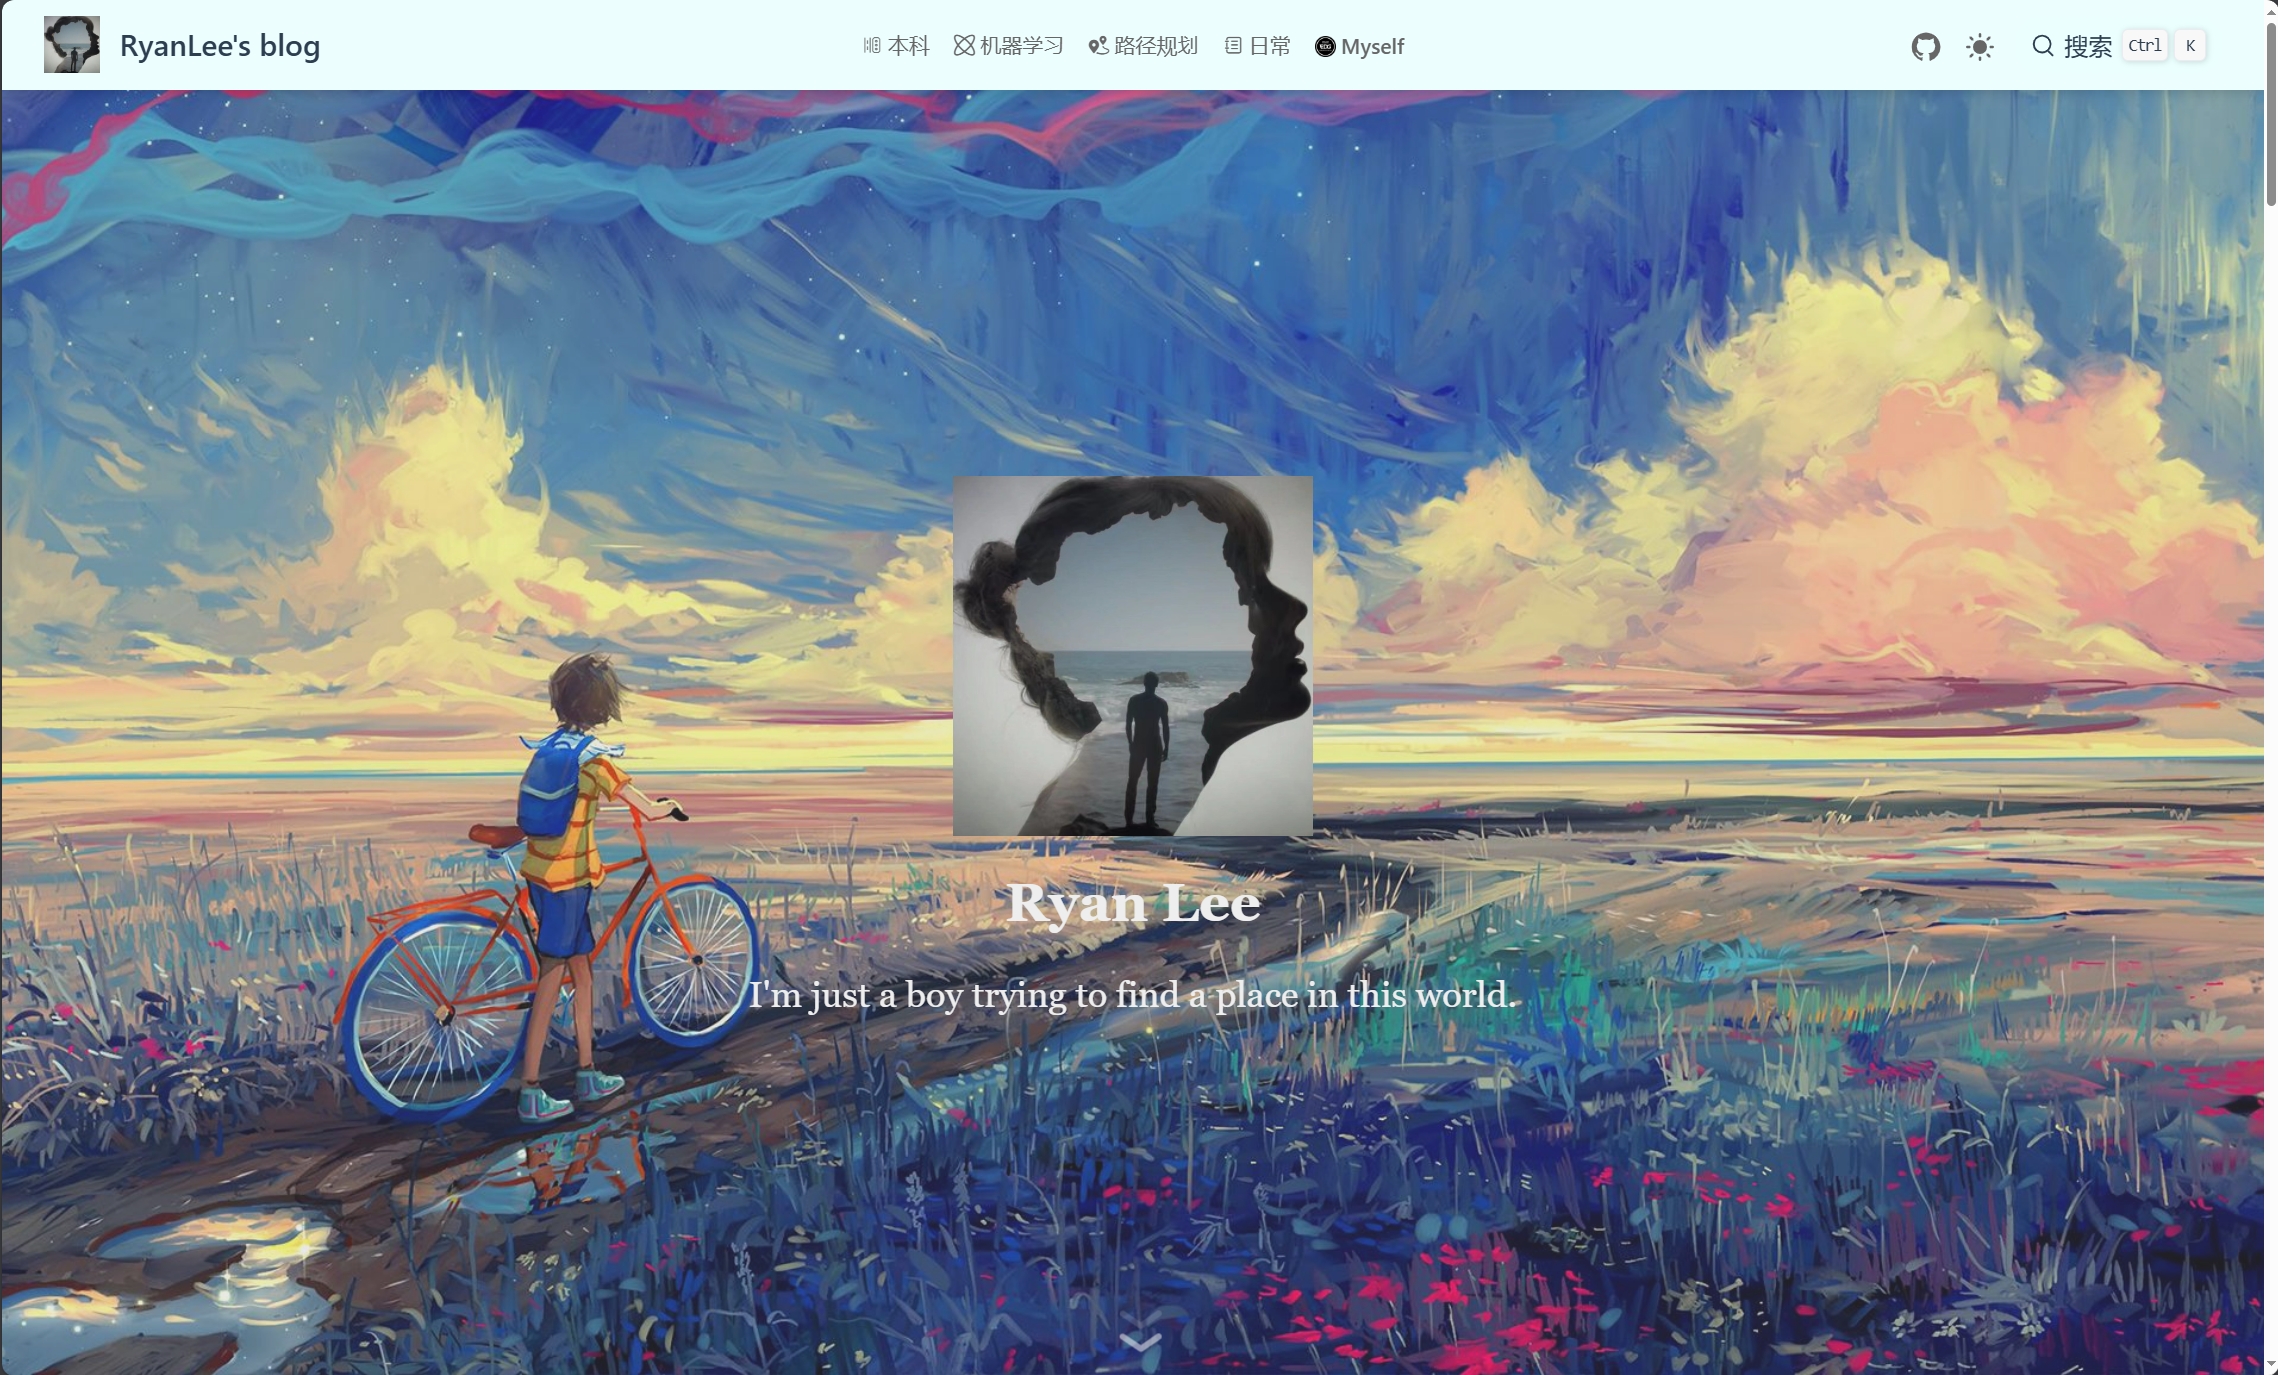 RyanLee's blog
本科 机器学习 路径规划 日常 Myself
搜索 Ctrl K
Ryan Lee
I'm just a boy trying to find a place in this world.